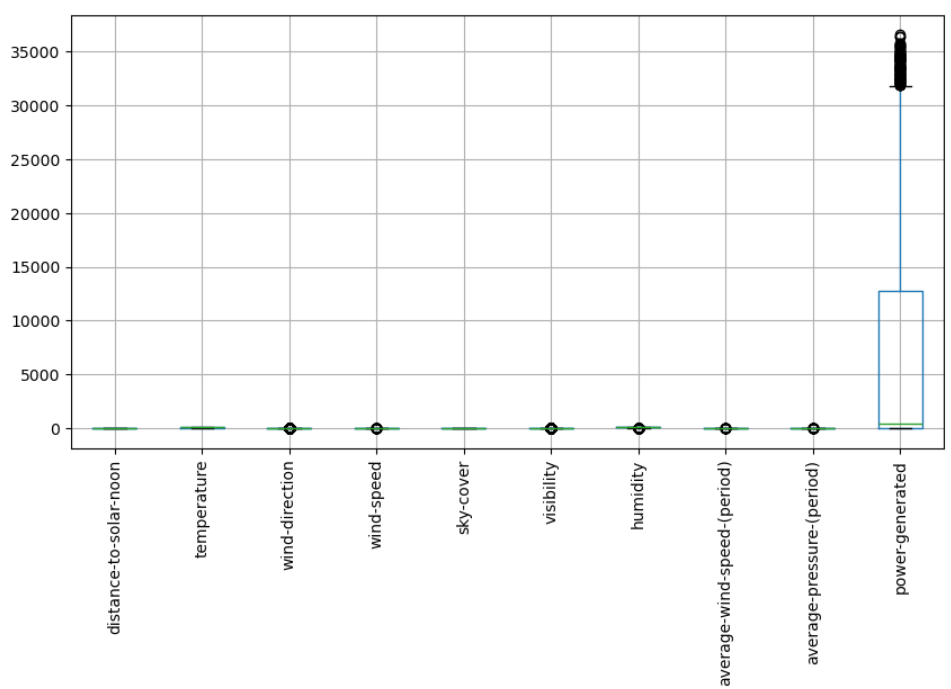 35000
30000
25000
20000
15000
10000
5000
0
distance-to-solar-noon
temperature
wind-direction
wind-speed
sky-cover
visibility
humidity
average-wind-speed-(period)
average-pressure-(period)
power-generated